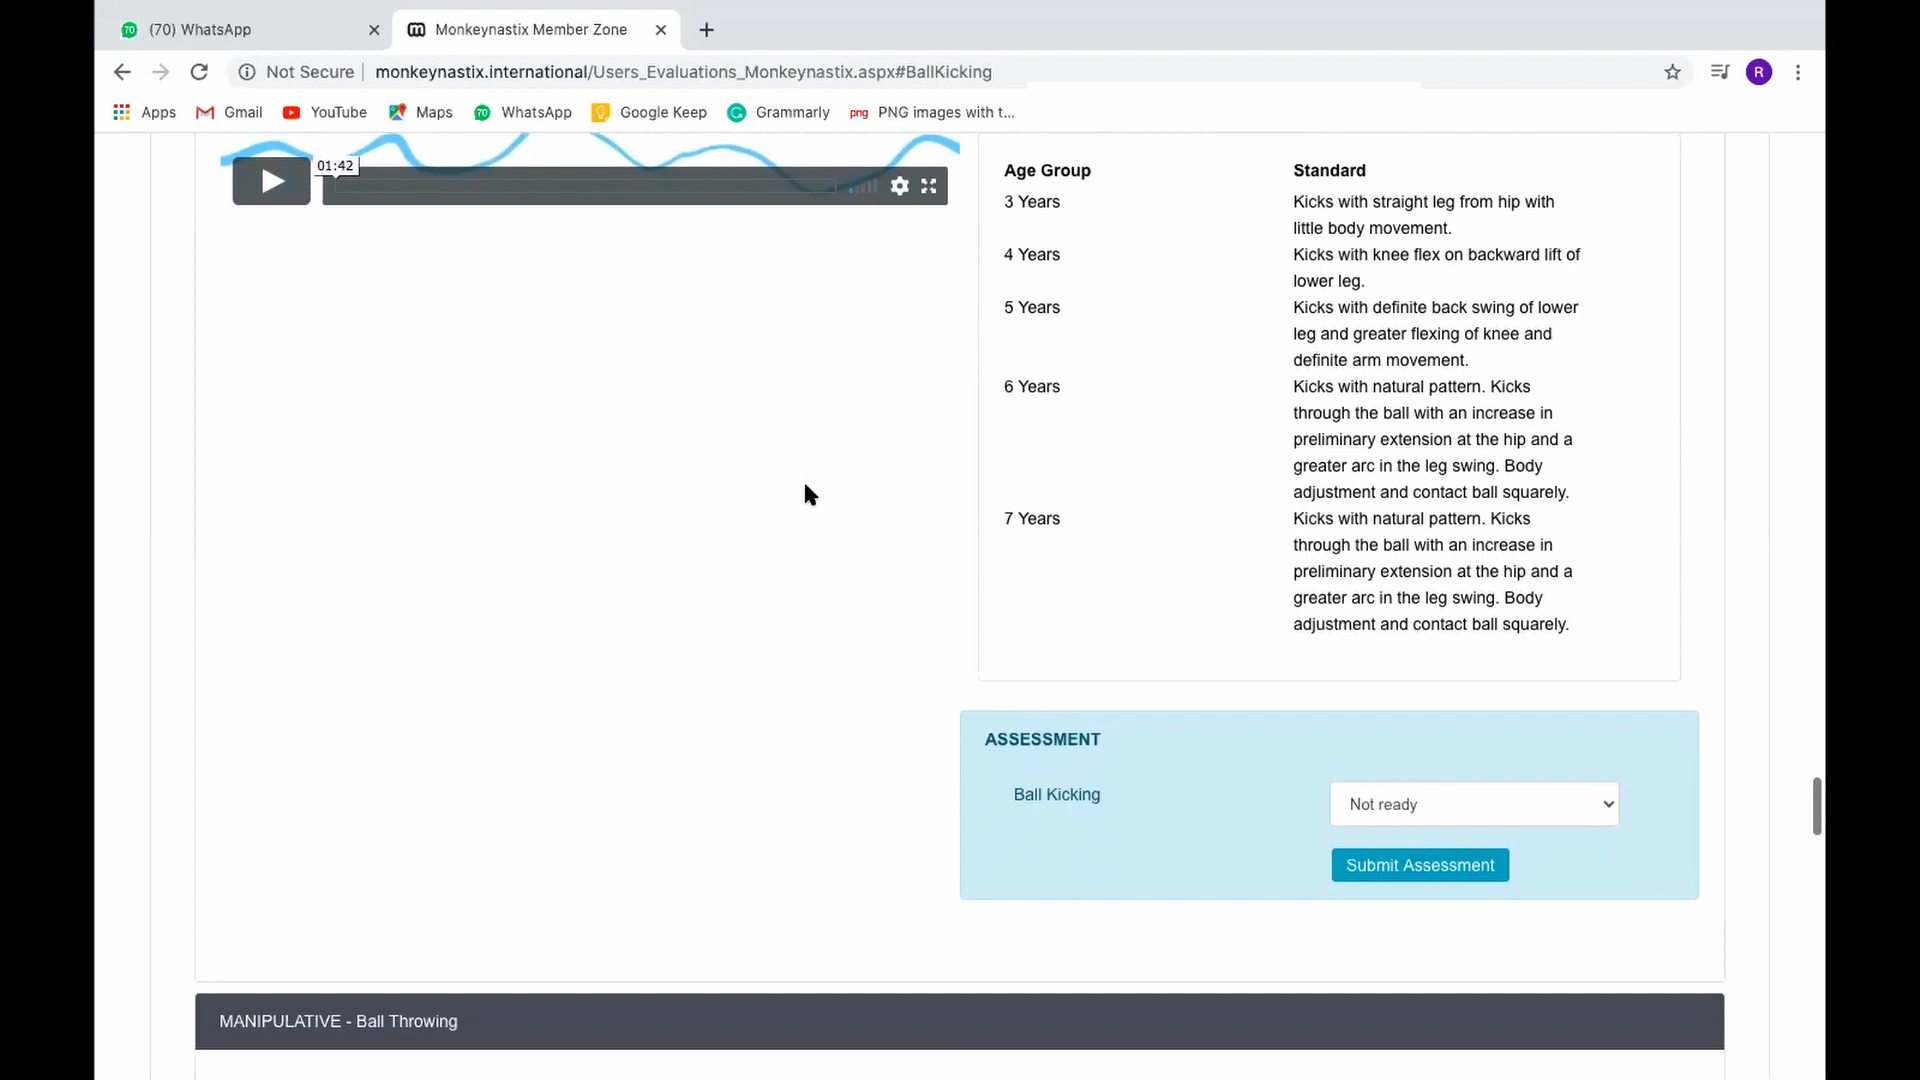 70 (70) WhatsApp
Monkeynastix Member Zone
Not Secure monkeynastix.international/Users_Evaluations_Monkeynastix.aspx#BallKicking
R
Apps Gmail YouTube Maps 70 WhatsApp Google Keep Grammarly png PNG images with t...
01:42
Age Group Standard
3 Years Kicks with straight leg from hip with
little body movement.
4 Years Kicks with knee flex on backward lift of
lower leg.
5 Years Kicks with definite back swing of lower
leg and greater flexing of knee and
definite arm movement.
6 Years Kicks with natural pattern. Kicks
through the ball with an increase in
preliminary extension at the hip and a
greater arc in the leg swing. Body
adjustment and contact ball squarely.
7 Years Kicks with natural pattern. Kicks
through the ball with an increase in
preliminary extension at the hip and a
greater arc in the leg swing. Body
adjustment and contact ball squarely.
ASSESSMENT
Ball Kicking Not ready
Submit Assessment
MANIPULATIVE - Ball Throwing